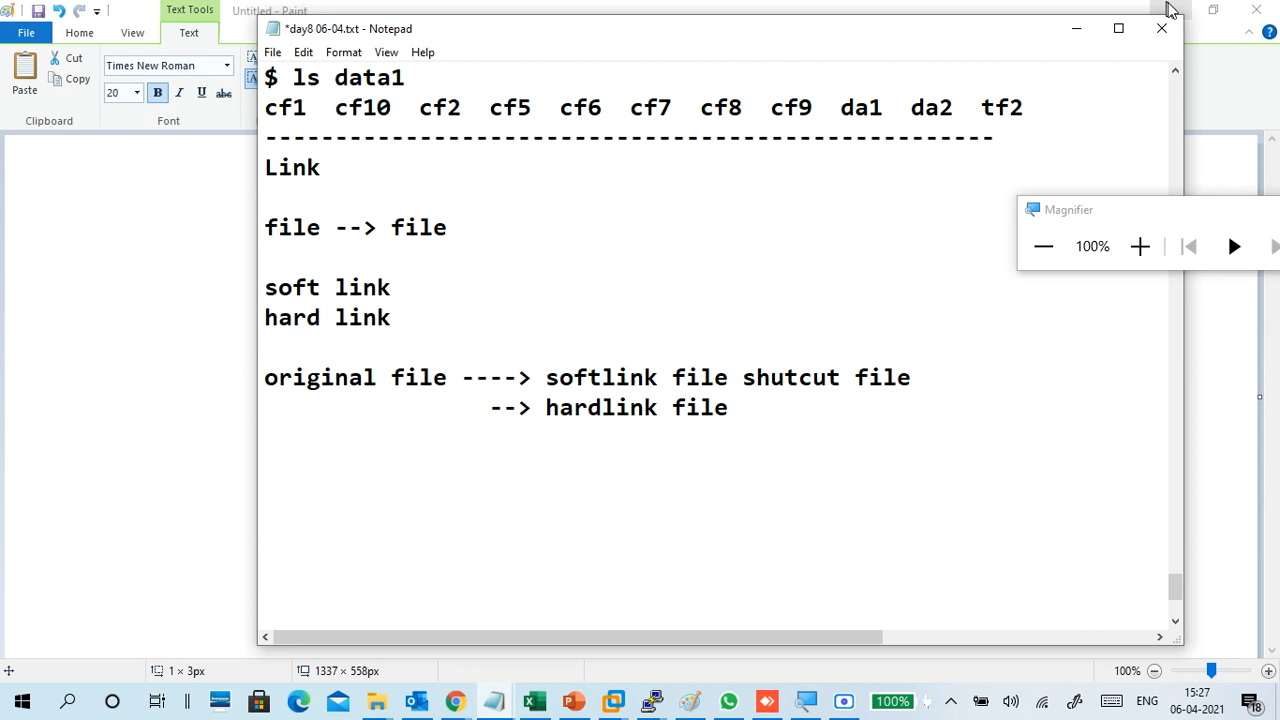 Text Tools
Untitled - Paint
File
Home
View
Text
Paste
Cut
Copy
Clipboard
Times New Roman
20
B
I
U
abc
Font
*day8 06-04.txt - Notepad
File Edit Format View Help
$ ls data1
cf1 cf10 cf2 cf5 cf6 cf7 cf8 cf9 da1 da2 tf2
----------------------------------------------------
Link
file --> file
soft link
hard link
original file ----> softlink file shutcut file
--> hardlink file
Magnifier
100%
1 × 3px
1337 × 558px
100%
100%
ENG
15:27
06-04-2021
18